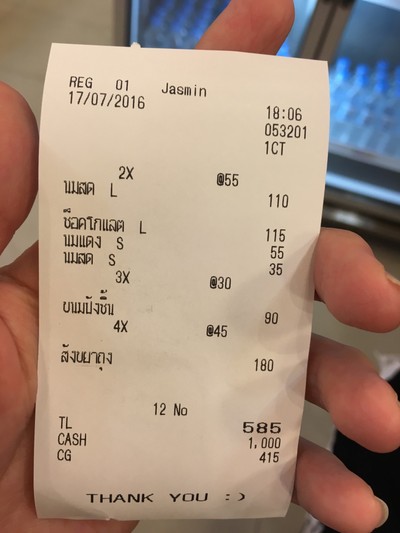 REG 01 Jasmin
17/07/2016 18:06
053201
1CT
2X @55
นมสด L 110
ช็อคโกแลต L 115
นมแดง S 55
นมสด S 35
3X @30
ขนมปังชิ้น 90
4X @45
สังขยาถุง 180
12 No
TL 585
CASH 1,000
CG 415
THANK YOU :)